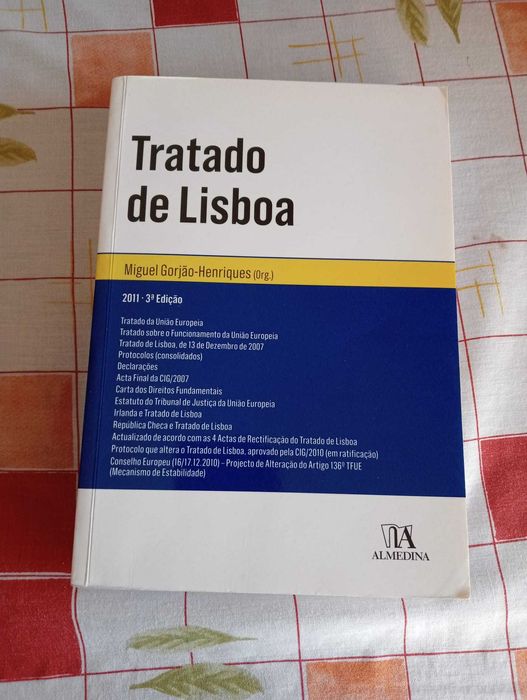 Tratado
de Lisboa
Miguel Gorjão-Henriques (Org.)
2011 · 3ª Edição
Tratado da União Europeia
Tratado sobre o Funcionamento da União Europeia
Tratado de Lisboa, de 13 de Dezembro de 2007
Protocolos (consolidados)
Declarações
Acta Final da CIG/2007
Carta dos Direitos Fundamentais
Estatuto do Tribunal de Justiça da União Europeia
Irlanda e Tratado de Lisboa
República Checa e Tratado de Lisboa
Actualizado de acordo com as 4 Actas de Rectificação do Tratado de Lisboa
Protocolo que altera o Tratado de Lisboa, aprovado pela CIG/2010 (em ratificação)
Conselho Europeu (16/17.12.2010) – Projecto de Alteração do Artigo 136º TFUE
(Mecanismo de Estabilidade)
ALMEDINA